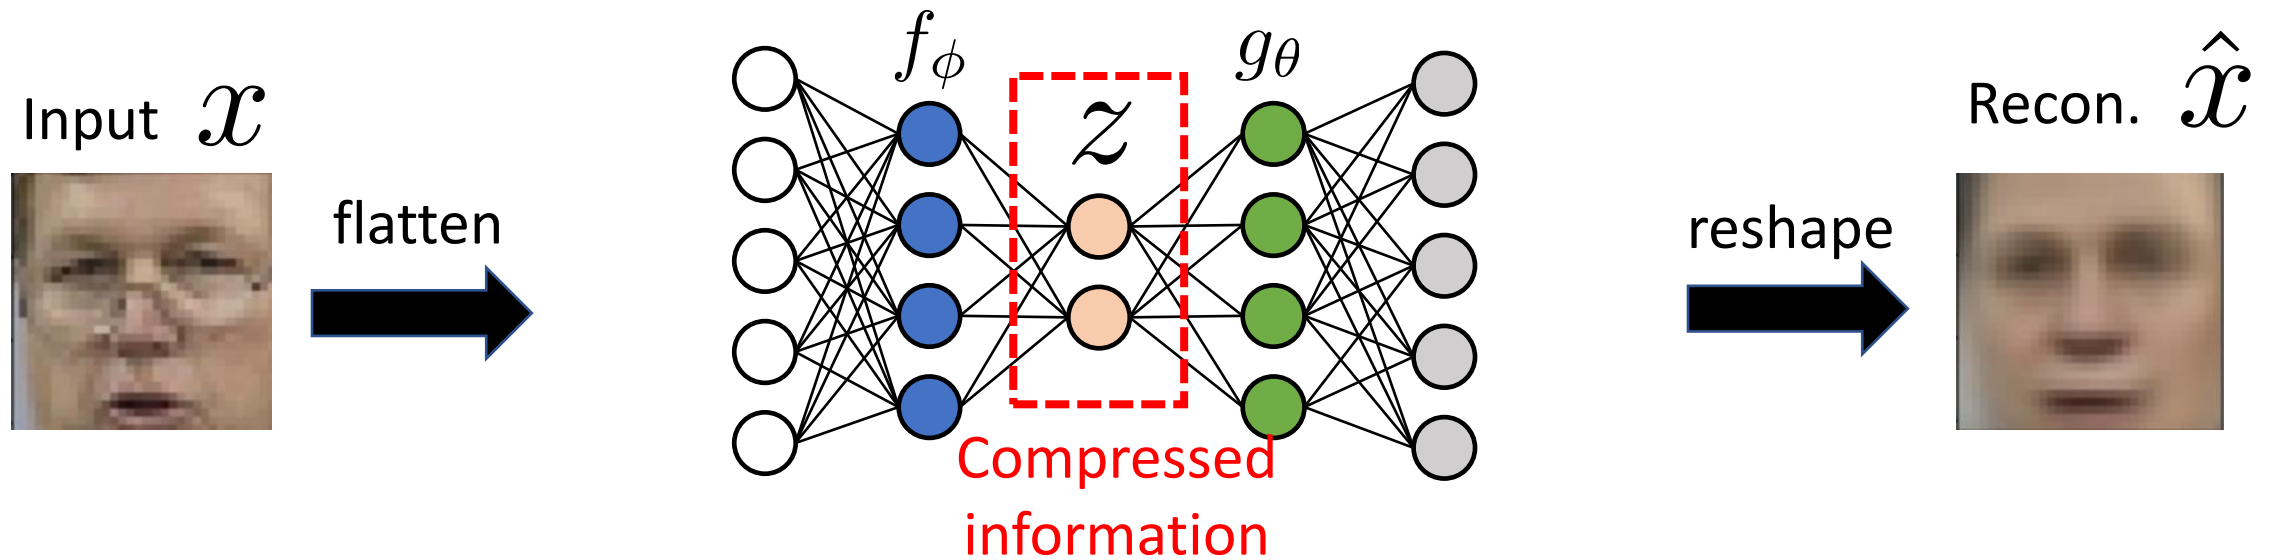 Input x
flatten
f_ϕ
z
g_θ
Compressed
information
reshape
Recon. x̂